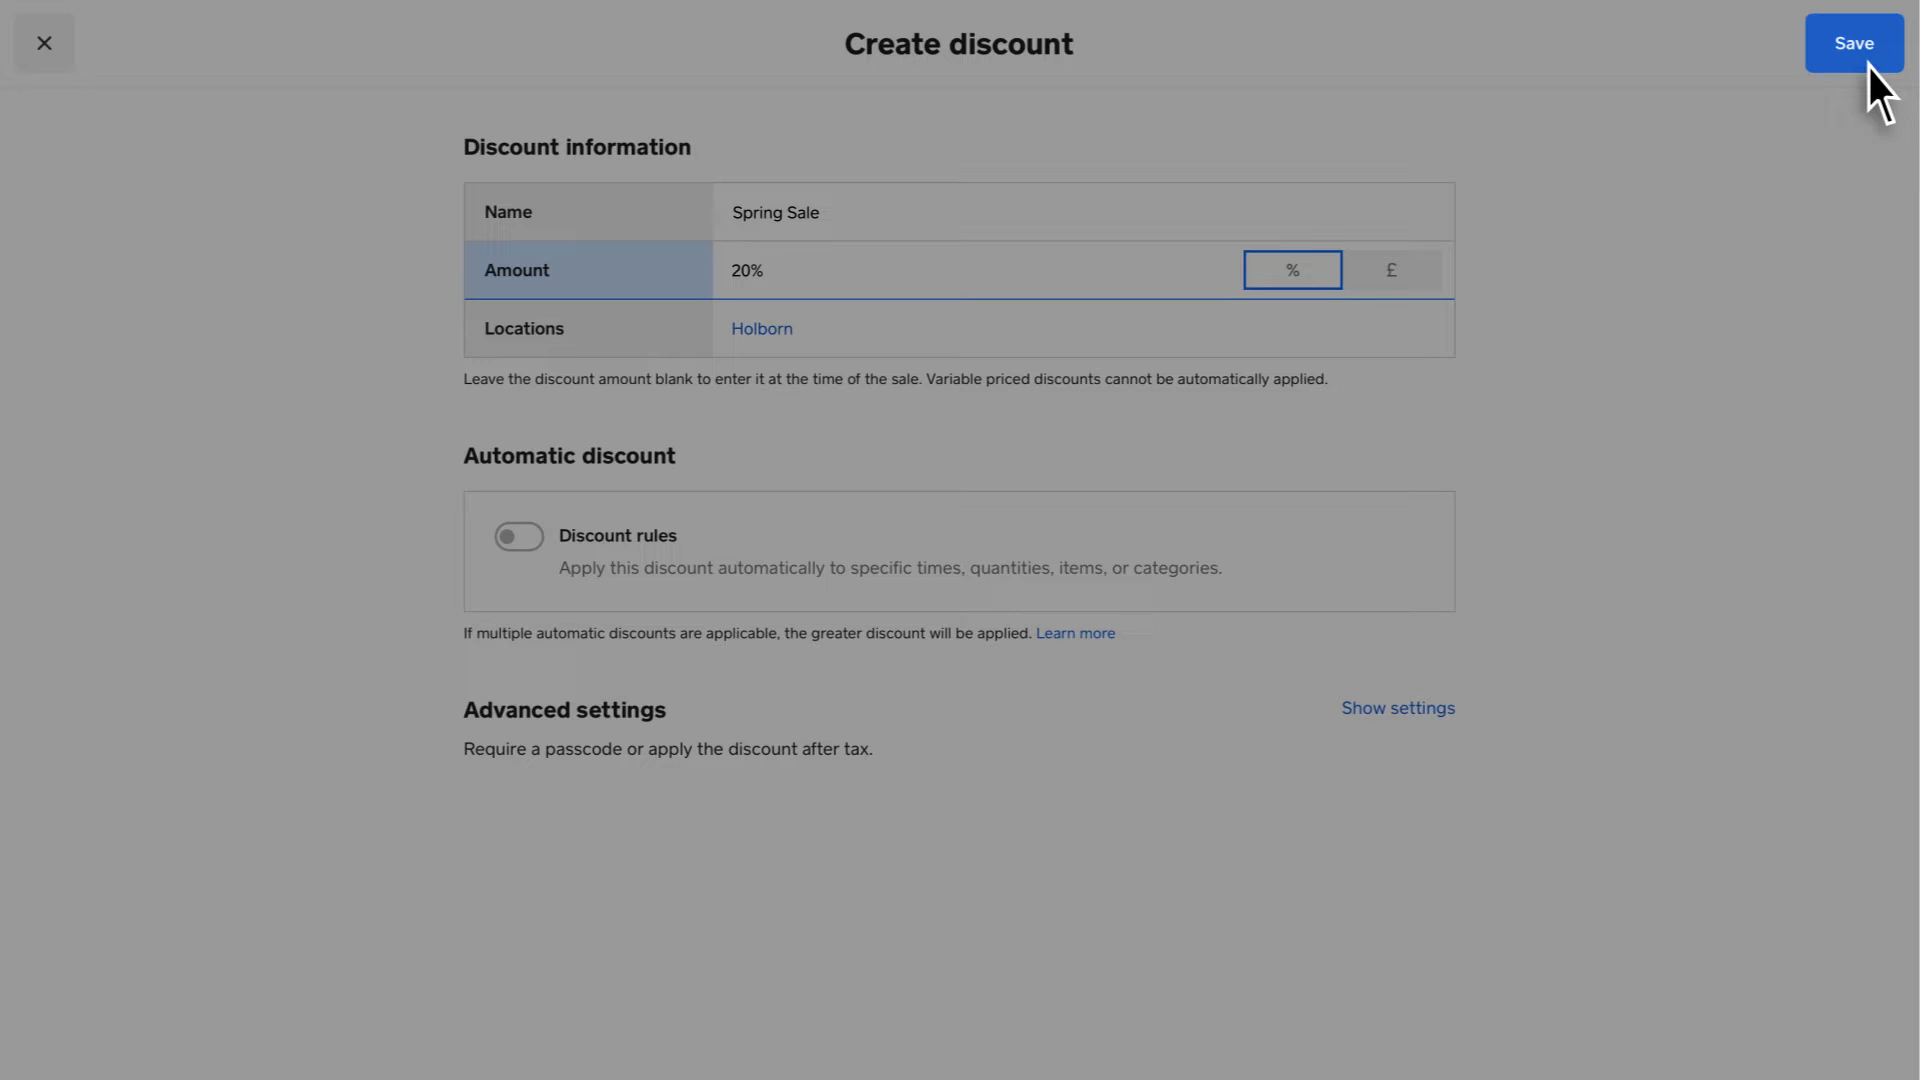 Create discount
Save
Discount information
Name
Spring Sale
Amount
20%
%
£
Locations
Holborn
Leave the discount amount blank to enter it at the time of the sale. Variable priced discounts cannot be automatically applied.
Automatic discount
Discount rules
Apply this discount automatically to specific times, quantities, items, or categories.
If multiple automatic discounts are applicable, the greater discount will be applied. Learn more
Advanced settings
Show settings
Require a passcode or apply the discount after tax.